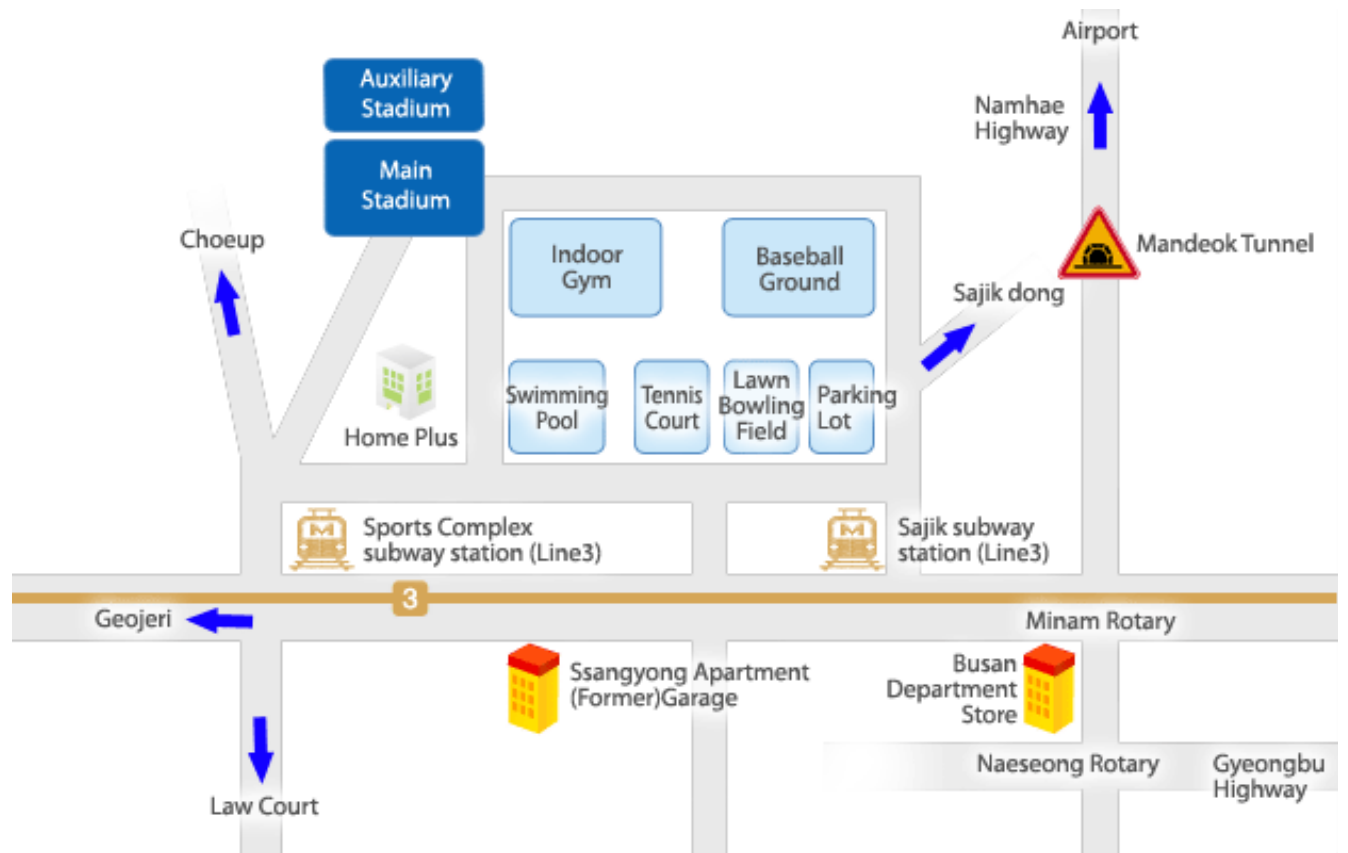 Airport
Auxiliary
Stadium
Namhae
Highway
Main
Stadium
Choeup
Indoor
Gym
Baseball
Ground
Mandeok Tunnel
Sajik dong
Swimming
Pool
Tennis
Court
Lawn
Bowling
Field
Parking
Lot
Home Plus
M
Sports Complex
subway station (Line3)
M
Sajik subway
station (Line3)
3
Geojeri
Minam Rotary
Ssangyong Apartment
(Former)Garage
Busan
Department
Store
Naeseong Rotary
Gyeongbu
Highway
Law Court